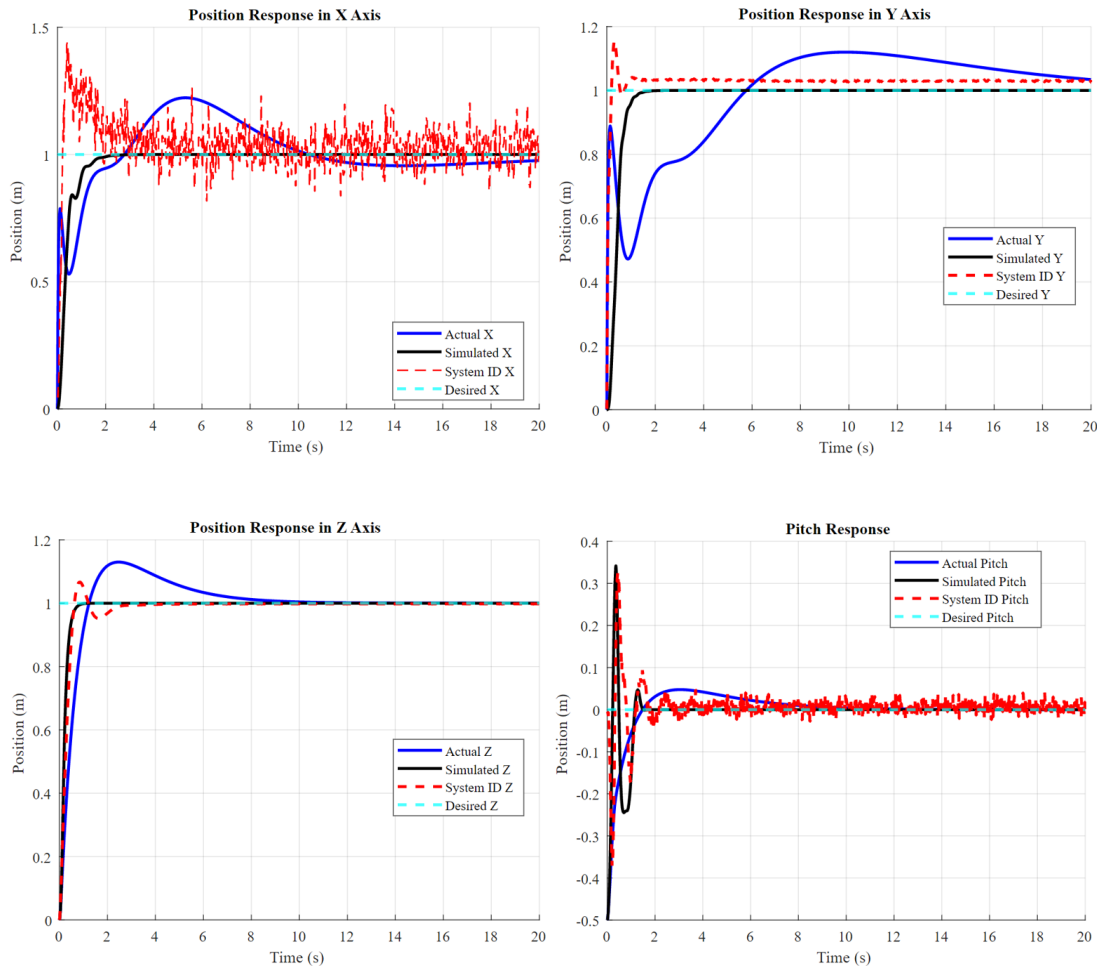 Position Response in X Axis
1.5
1
0.5
0
Position (m)
Actual X
Simulated X
System ID X
Desired X
0 2 4 6 8 10 12 14 16 18 20
Time (s)
Position Response in Y Axis
1.2
1
0.8
0.6
0.4
0.2
0
Position (m)
Actual Y
Simulated Y
System ID Y
Desired Y
0 2 4 6 8 10 12 14 16 18 20
Time (s)
Position Response in Z Axis
1.2
1
0.8
0.6
0.4
0.2
0
Position (m)
Actual Z
Simulated Z
System ID Z
Desired Z
0 2 4 6 8 10 12 14 16 18 20
Time (s)
Pitch Response
0.4
0.3
0.2
0.1
0
-0.1
-0.2
-0.3
-0.4
-0.5
Position (m)
Actual Pitch
Simulated Pitch
System ID Pitch
Desired Pitch
0 2 4 6 8 10 12 14 16 18 20
Time (s)